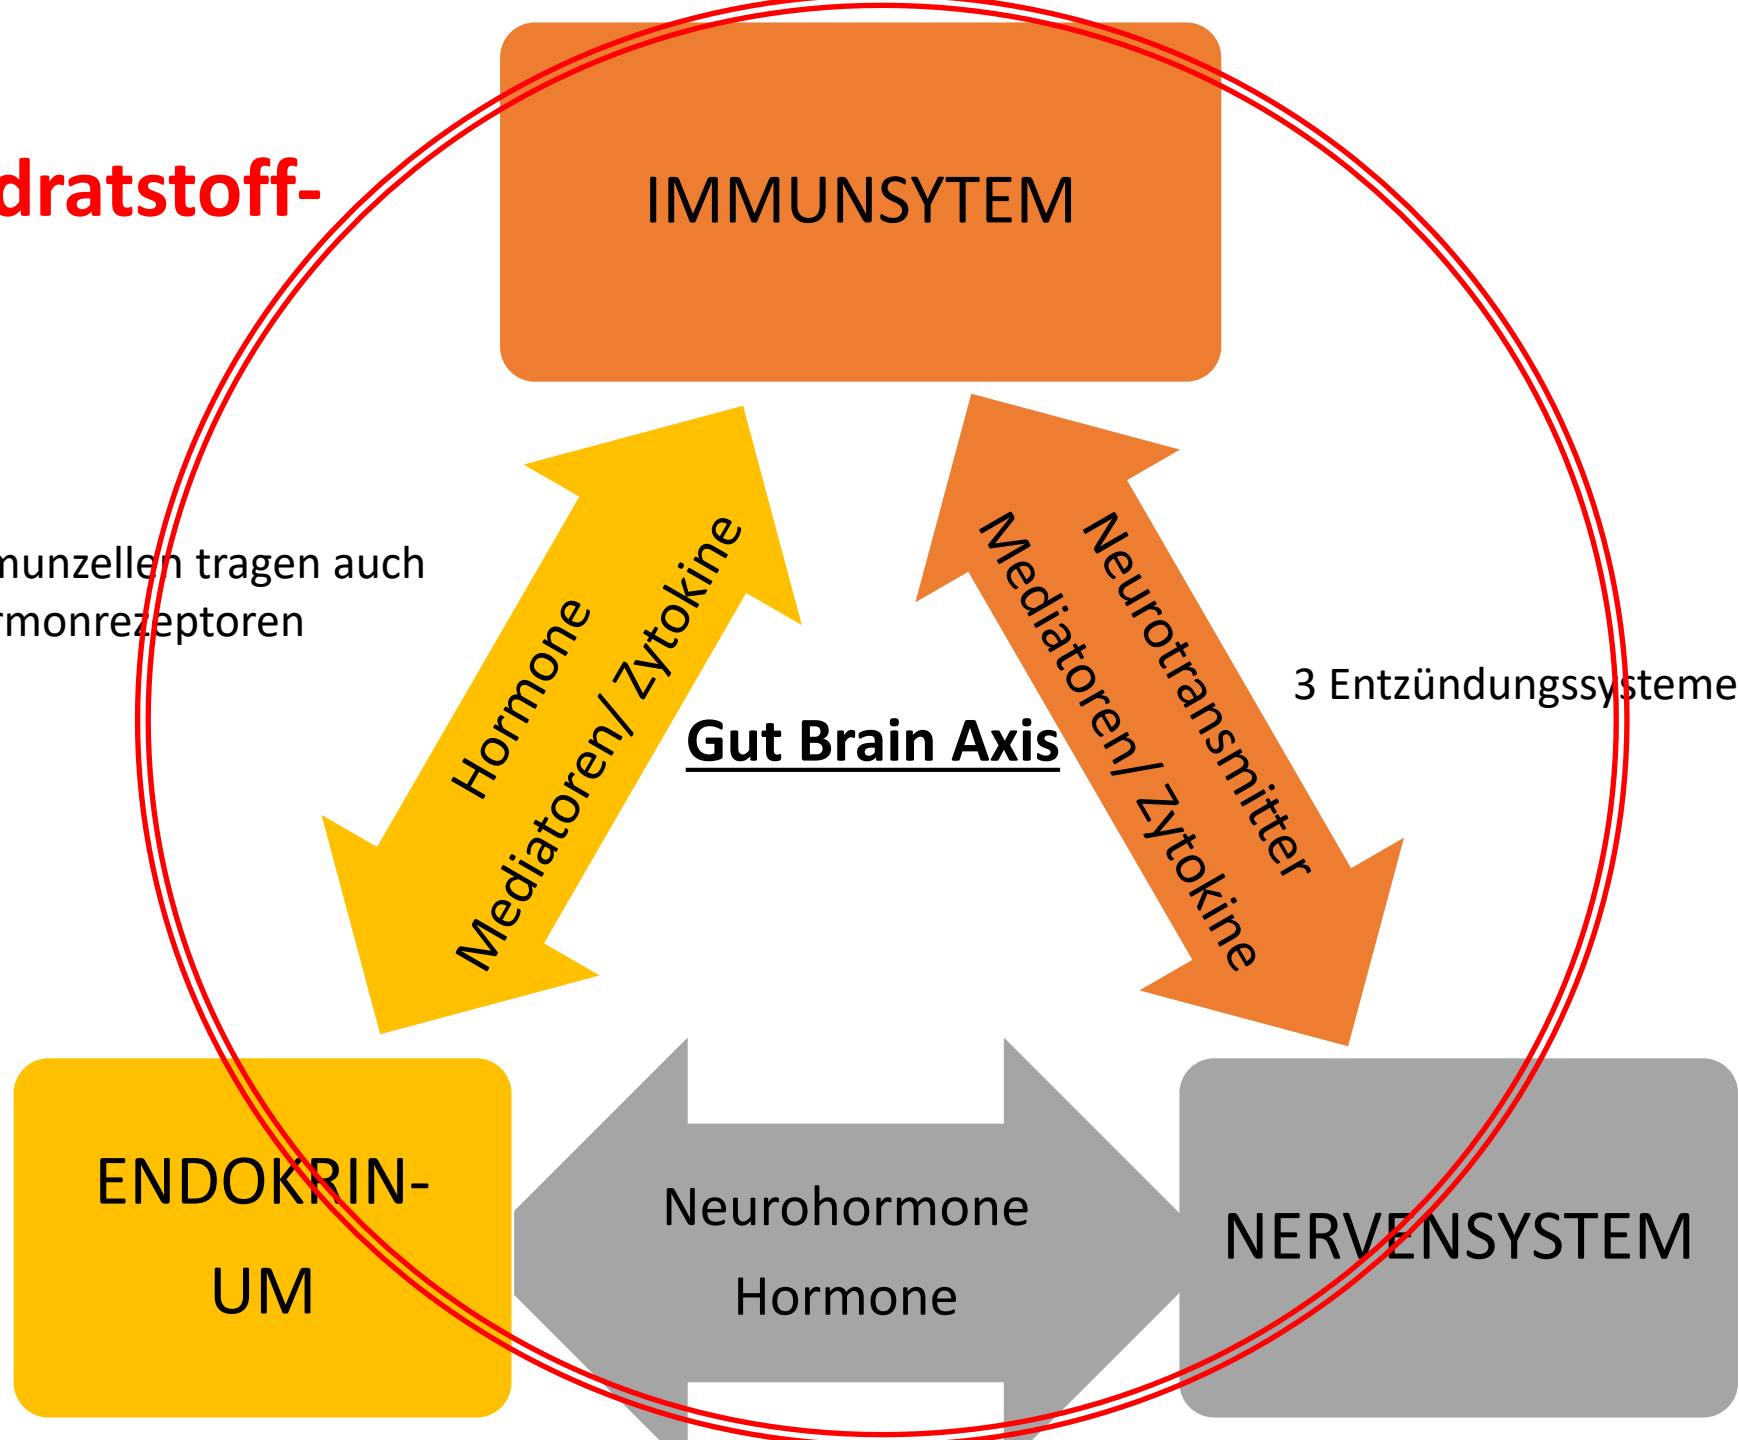 IMMUNSYTEM
dratstoff-
munzellen tragen auch
rmonrezeptoren
Hormone
Mediatoren/ Zytokine
Neurotransmitter
Mediatoren/ Zytokine
3 Entzündungssysteme
Gut Brain Axis
ENDOKRIN-
UM
Neurohormone
Hormone
NERVENSYSTEM